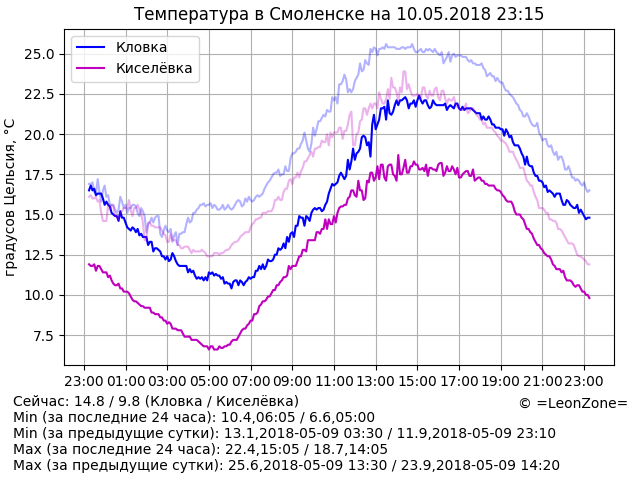 Температура в Смоленске на 10.05.2018 23:15
градусов Цельсия, °C
Кловка
Киселёвка
25.0
22.5
20.0
17.5
15.0
12.5
10.0
7.5
23:00 01:00 03:00 05:00 07:00 09:00 11:00 13:00 15:00 17:00 19:00 21:00 23:00
Сейчас: 14.8 / 9.8 (Кловка / Киселёвка)
© =LeonZone=
Min (за последние 24 часа): 10.4,06:05 / 6.6,05:00
Min (за предыдущие сутки): 13.1,2018-05-09 03:30 / 11.9,2018-05-09 23:10
Max (за последние 24 часа): 22.4,15:05 / 18.7,14:05
Max (за предыдущие сутки): 25.6,2018-05-09 13:30 / 23.9,2018-05-09 14:20